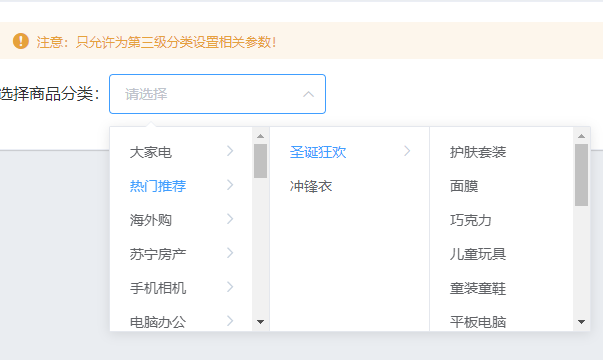 注意：只允许为第三级分类设置相关参数！
选择商品分类：
请选择
大家电
热门推荐
海外购
苏宁房产
手机相机
电脑办公
圣诞狂欢
冲锋衣
护肤套装
面膜
巧克力
儿童玩具
童装童鞋
平板电脑